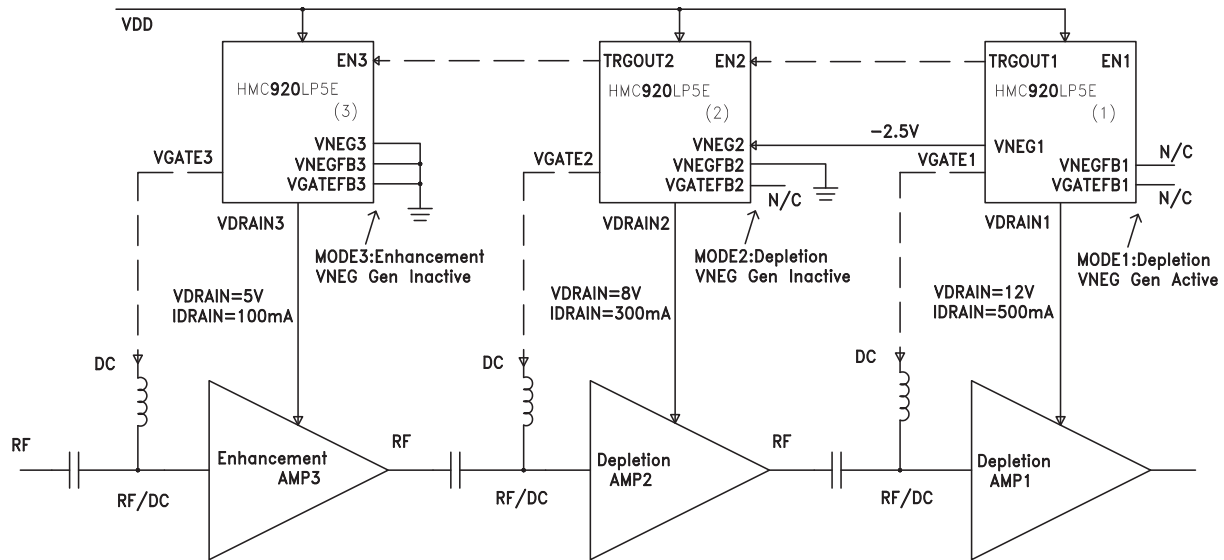 VDD
EN3
HMC920LP5E
(3)
VNEG3
VNEGFB3
VGATEFB3
VGATE3
VDRAIN3
MODE3:Enhancement
VNEG Gen Inactive
VDRAIN=5V
IDRAIN=100mA
DC
RF
Enhancement
AMP3
RF/DC
TRGOUT2
EN2
HMC920LP5E
(2)
VNEG2
VNEGFB2
VGATEFB2
N/C
VGATE2
VDRAIN2
MODE2:Depletion
VNEG Gen Inactive
VDRAIN=8V
IDRAIN=300mA
DC
RF
Depletion
AMP2
RF/DC
TRGOUT1
EN1
HMC920LP5E
(1)
-2.5V
VNEG1
VNEGFB1
VGATEFB1
N/C
N/C
VGATE1
VDRAIN1
MODE1:Depletion
VNEG Gen Active
VDRAIN=12V
IDRAIN=500mA
DC
RF
Depletion
AMP1
RF/DC